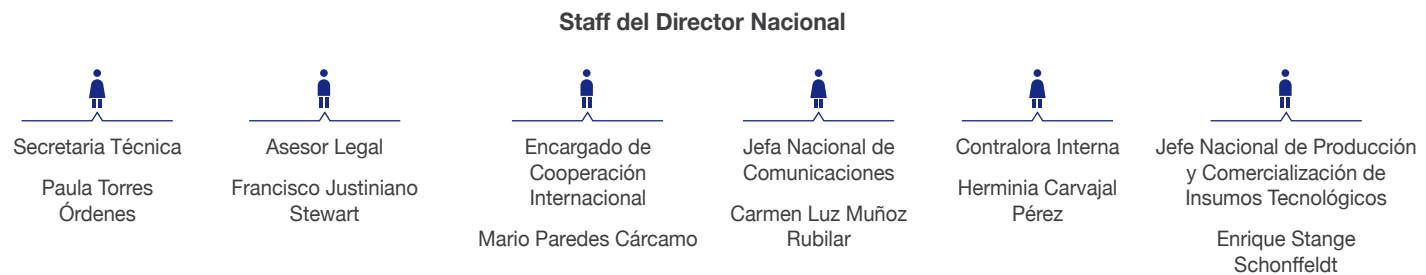 Staff del Director Nacional
Secretaria Técnica
Paula Torres
Órdenes
Asesor Legal
Francisco Justiniano
Stewart
Encargado de
Cooperación
Internacional
Mario Paredes Cárcamo
Jefa Nacional de
Comunicaciones
Carmen Luz Muñoz
Rubilar
Contralora Interna
Herminia Carvajal
Pérez
Jefe Nacional de Producción
y Comercialización de
Insumos Tecnológicos
Enrique Stange
Schonffeldt